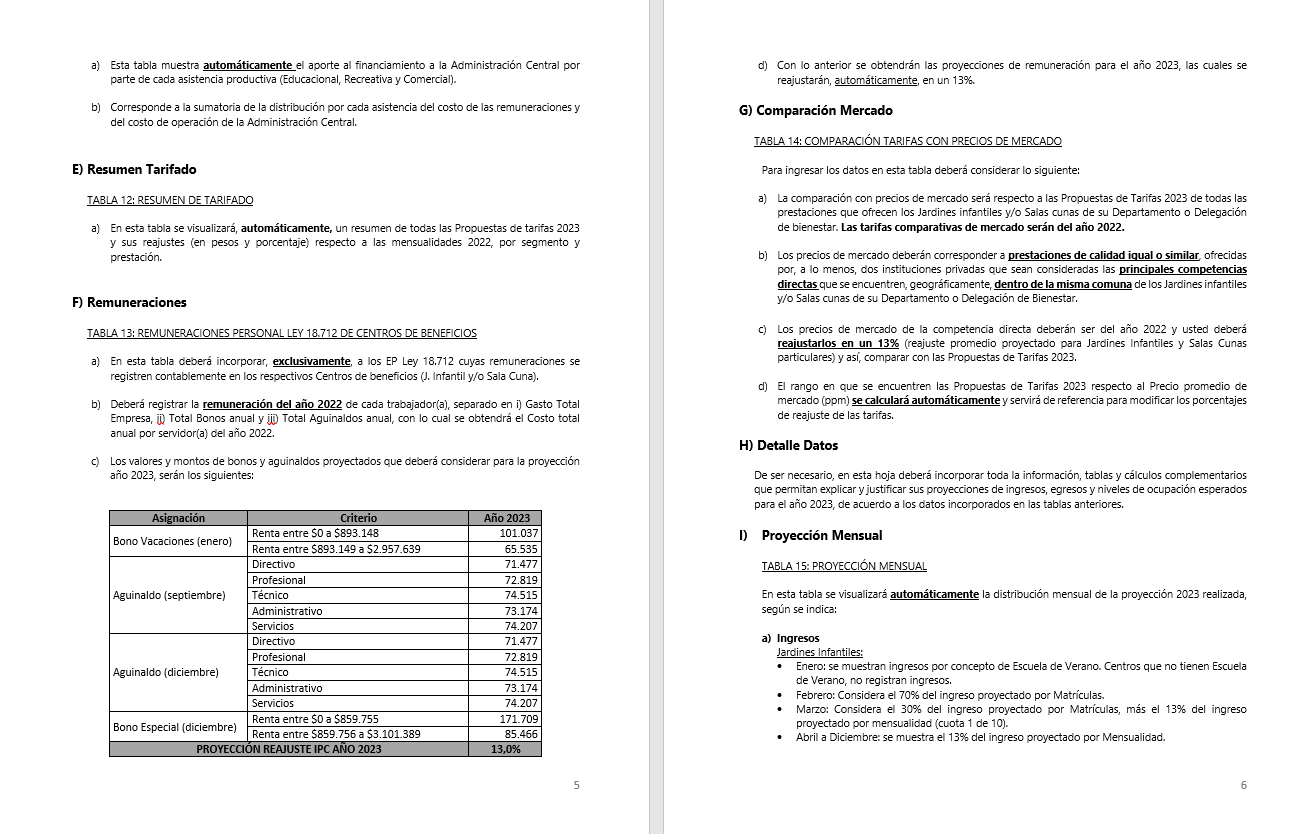 a) Esta tabla muestra automáticamente el aporte al financiamiento a la Administración Central por
parte de cada asistencia productiva (Educacional, Recreativa y Comercial).
b) Corresponde a la sumatoria de la distribución por cada asistencia del costo de las remuneraciones y
del costo de operación de la Administración Central.
E) Resumen Tarifado
TABLA 12: RESUMEN DE TARIFADO
a) En esta tabla se visualizará, automáticamente, un resumen de todas las Propuestas de tarifas 2023
y sus reajustes (en pesos y porcentaje) respecto a las mensualidades 2022, por segmento y
prestación.
F) Remuneraciones
TABLA 13: REMUNERACIONES PERSONAL LEY 18.712 DE CENTROS DE BENEFICIOS
a) En esta tabla deberá incorporar, exclusivamente, a los EP Ley 18.712 cuyas remuneraciones se
registren contablemente en los respectivos Centros de beneficios (J. Infantil y/o Sala Cuna).
b) Deberá registrar la remuneración del año 2022 de cada trabajador(a), separado en i) Gasto Total
Empresa, ii) Total Bonos anual y iii) Total Aguinaldos anual, con lo cual se obtendrá el Costo total
anual por servidor(a) del año 2022.
c) Los valores y montos de bonos y aguinaldos proyectados que deberá considerar para la proyección
año 2023, serán los siguientes:
Asignación Criterio Año 2023
Bono Vacaciones (enero) Renta entre $0 a $893.148 101.037
Renta entre $893.149 a $2.957.639 65.535
Aguinaldo (septiembre) Directivo 71.477
Profesional 72.819
Técnico 74.515
Administrativo 73.174
Servicios 74.207
Aguinaldo (diciembre) Directivo 71.477
Profesional 72.819
Técnico 74.515
Administrativo 73.174
Servicios 74.207
Bono Especial (diciembre) Renta entre $0 a $859.755 171.709
Renta entre $859.756 a $3.101.389 85.466
PROYECCIÓN REAJUSTE IPC AÑO 2023 13,0%
5
d) Con lo anterior se obtendrán las proyecciones de remuneración para el año 2023, las cuales se
reajustarán, automáticamente, en un 13%.
G) Comparación Mercado
TABLA 14: COMPARACIÓN TARIFAS CON PRECIOS DE MERCADO
Para ingresar los datos en esta tabla deberá considerar lo siguiente:
a) La comparación con precios de mercado será respecto a las Propuestas de Tarifas 2023 de todas las
prestaciones que ofrecen los Jardines infantiles y/o Salas cunas de su Departamento o Delegación
de bienestar. Las tarifas comparativas de mercado serán del año 2022.
b) Los precios de mercado deberán corresponder a prestaciones de calidad igual o similar, ofrecidas
por, a lo menos, dos instituciones privadas que sean consideradas las principales competencias
directas que se encuentren, geográficamente, dentro de la misma comuna de los Jardines infantiles
y/o Salas cunas de su Departamento o Delegación de Bienestar.
c) Los precios de mercado de la competencia directa deberán ser del año 2022 y usted deberá
reajustarlos en un 13% (reajuste promedio proyectado para Jardines Infantiles y Salas Cunas
particulares) y así, comparar con las Propuestas de Tarifas 2023.
d) El rango en que se encuentren las Propuestas de Tarifas 2023 respecto al Precio promedio de
mercado (ppm) se calculará automáticamente y servirá de referencia para modificar los porcentajes
de reajuste de las tarifas.
H) Detalle Datos
De ser necesario, en esta hoja deberá incorporar toda la información, tablas y cálculos complementarios
que permitan explicar y justificar sus proyecciones de ingresos, egresos y niveles de ocupación esperados
para el año 2023, de acuerdo a los datos incorporados en las tablas anteriores.
I) Proyección Mensual
TABLA 15: PROYECCIÓN MENSUAL
En esta tabla se visualizará automáticamente la distribución mensual de la proyección 2023 realizada,
según se indica:
a) Ingresos
Jardines Infantiles:
• Enero: se muestran ingresos por concepto de Escuela de Verano. Centros que no tienen Escuela
de Verano, no registran ingresos.
• Febrero: Considera el 70% del ingreso proyectado por Matrículas.
• Marzo: Considera el 30% del ingreso proyectado por Matrículas, más el 13% del ingreso
proyectado por mensualidad (cuota 1 de 10).
• Abril a Diciembre: se muestra el 13% del ingreso proyectado por Mensualidad.
6